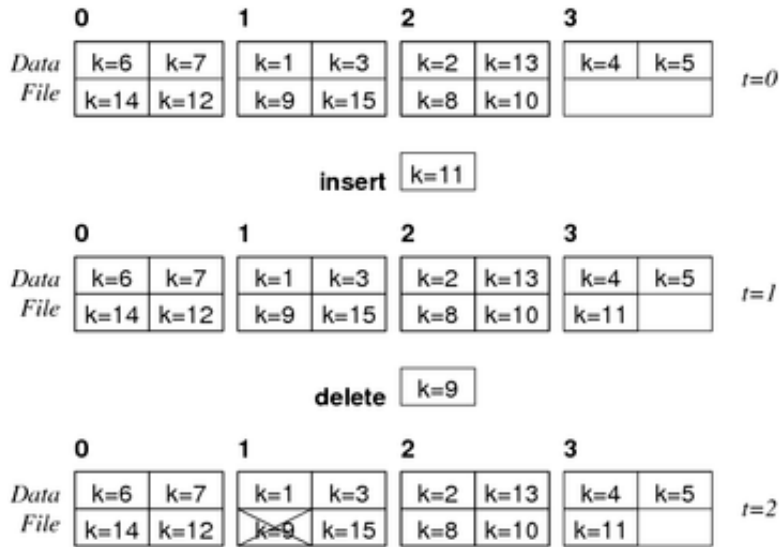 0 1 2 3
Data k=6 k=7 k=1 k=3 k=2 k=13 k=4 k=5
File k=14 k=12 k=9 k=15 k=8 k=10
t=0
insert k=11
0 1 2 3
Data k=6 k=7 k=1 k=3 k=2 k=13 k=4 k=5
File k=14 k=12 k=9 k=15 k=8 k=10 k=11
t=1
delete k=9
0 1 2 3
Data k=6 k=7 k=1 k=3 k=2 k=13 k=4 k=5
File k=14 k=12 k=9 k=15 k=8 k=10 k=11
t=2